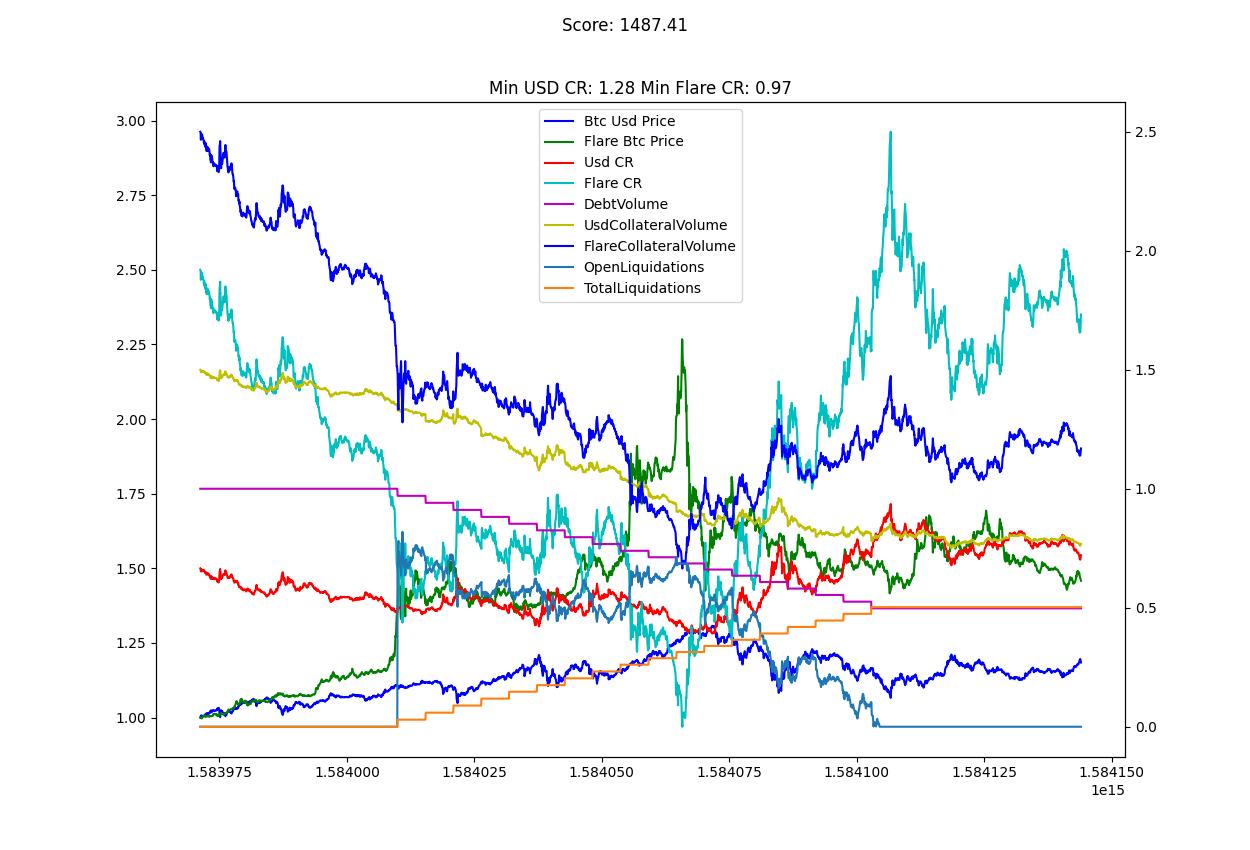 Score: 1487.41
Min USD CR: 1.28 Min Flare CR: 0.97
Btc Usd Price
Flare Btc Price
Usd CR
Flare CR
DebtVolume
UsdCollateralVolume
FlareCollateralVolume
OpenLiquidations
TotalLiquidations
3.00
2.75
2.50
2.25
2.00
1.75
1.50
1.25
1.00
2.5
2.0
1.5
1.0
0.5
0.0
1.583975 1.584000 1.584025 1.584050 1.584075 1.584100 1.584125 1.584150
1e15